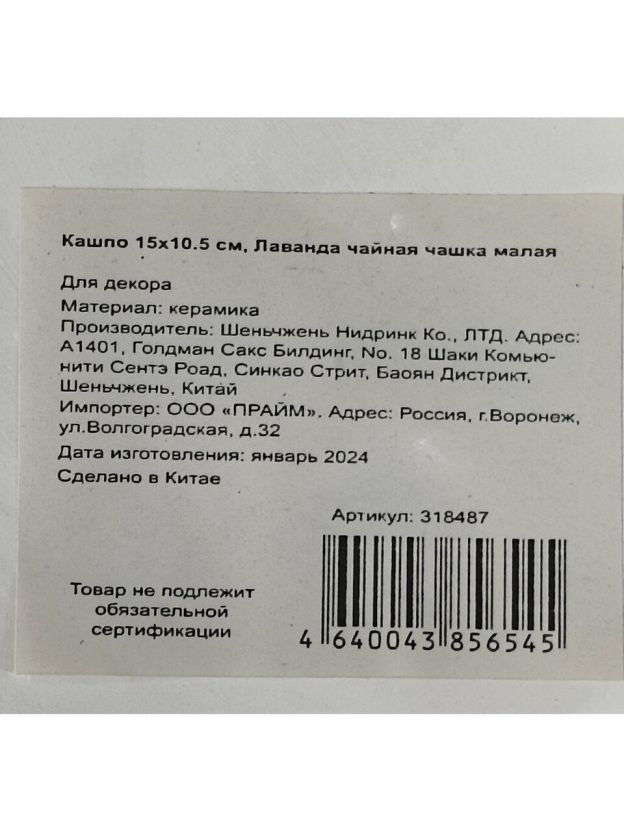 Кашпо 15х10.5 см, Лаванда чайная чашка малая
Для декора
Материал: керамика
Производитель: Шеньчжень Нидринк Ко., ЛТД. Адрес:
А1401, Голдман Сакс Билдинг, No. 18 Шаки Комью-
нити Сентэ Роад, Синкао Стрит, Баоян Дистрикт,
Шеньчжень, Китай
Импортер: ООО «ПРАЙМ». Адрес: Россия, г.Воронеж,
ул.Волгоградская, д.32
Дата изготовления: январь 2024
Сделано в Китае
Артикул: 318487
Товар не подлежит
обязательной
сертификации
4 640043 856545